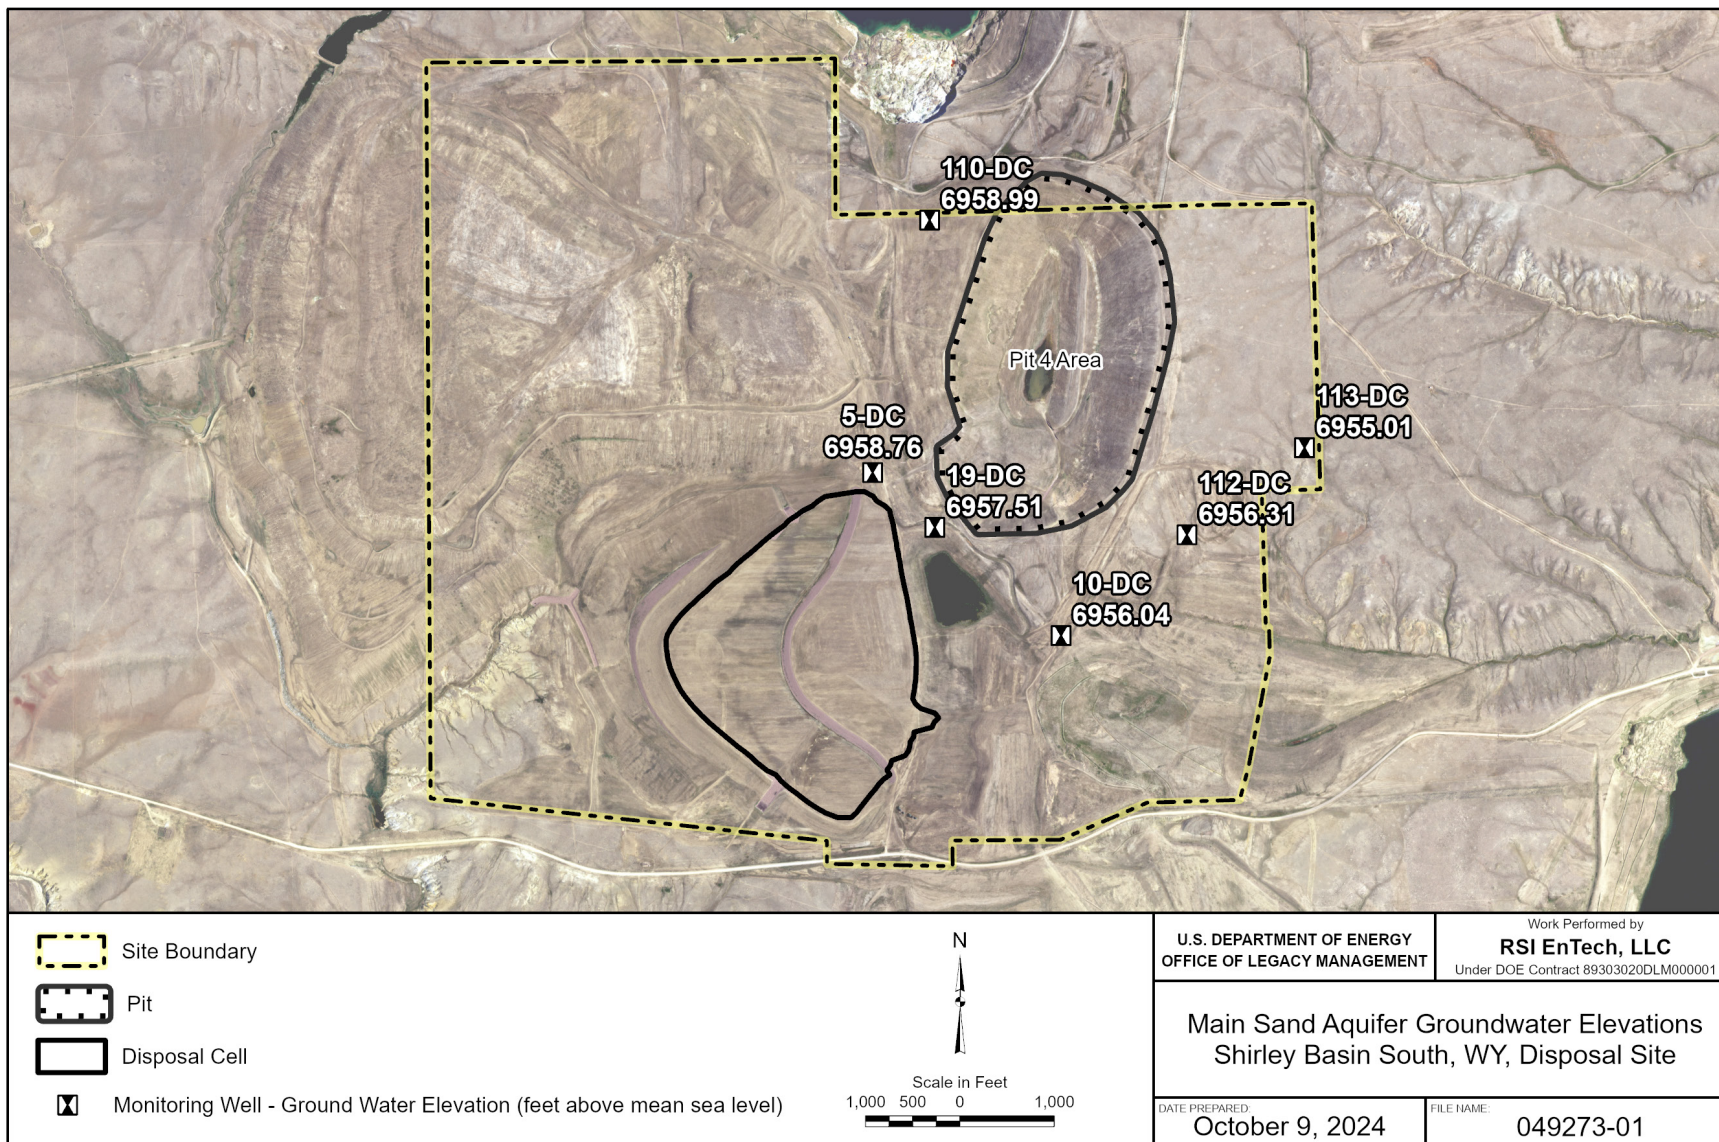 110-DC
6958.99
Pit 4 Area
113-DC
6955.01
5-DC
6958.76
19-DC
6957.51
112-DC
6956.31
10-DC
6956.04
Site Boundary
Pit
Disposal Cell
Monitoring Well - Ground Water Elevation (feet above mean sea level)
N
Scale in Feet
1,000 500 0 1,000
U.S. DEPARTMENT OF ENERGY
OFFICE OF LEGACY MANAGEMENT
Work Performed by
RSI EnTech, LLC
Under DOE Contract 89303020DLM000001
Main Sand Aquifer Groundwater Elevations
Shirley Basin South, WY, Disposal Site
DATE PREPARED:
October 9, 2024
FILE NAME:
049273-01